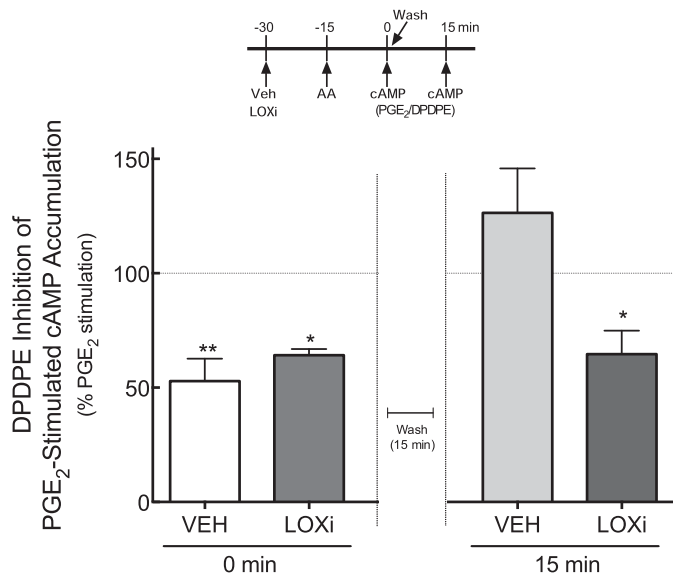 Wash
-30 -15 0 15 min
Veh AA cAMP cAMP
LOXi (PGE2/DPDPE)
DPDPE Inhibition of
PGE2-Stimulated cAMP Accumulation
(% PGE2 stimulation)
150
100
50
0
** * *
Wash
(15 min)
VEH LOXi VEH LOXi
0 min 15 min